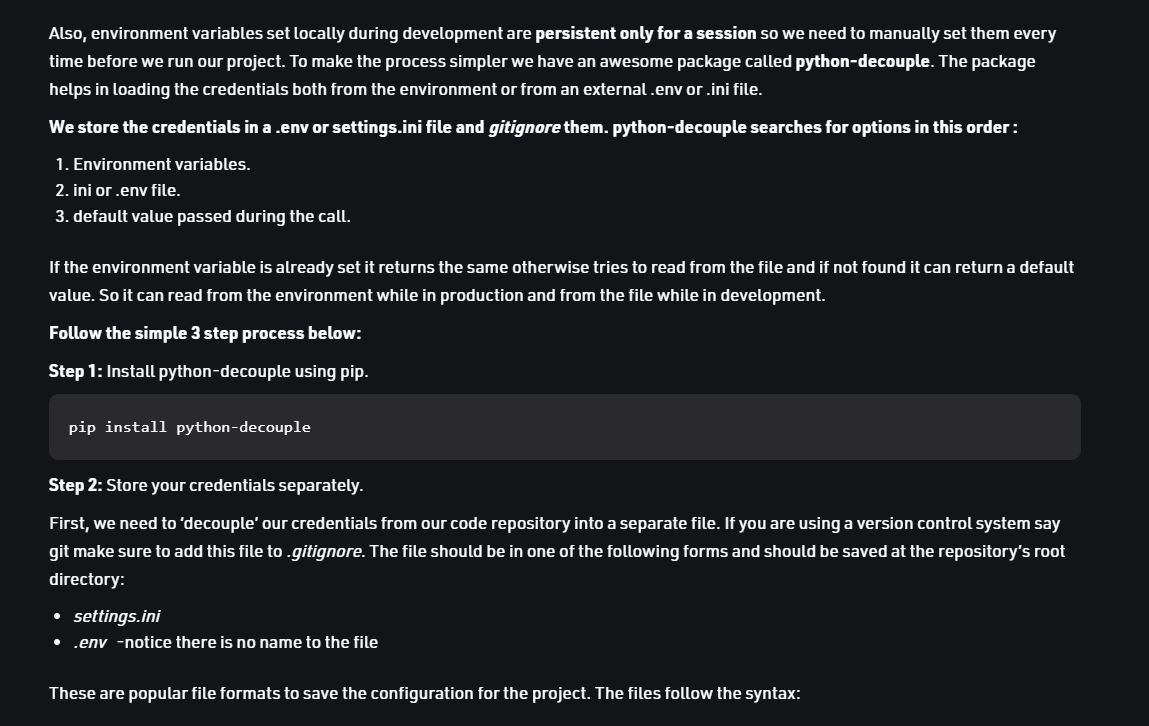 Also, environment variables set locally during development are persistent only for a session so we need to manually set them every
time before we run our project. To make the process simpler we have an awesome package called python-decouple. The package
helps in loading the credentials both from the environment or from an external .env or .ini file.
We store the credentials in a .env or settings.ini file and gitignore them. python-decouple searches for options in this order :
1. Environment variables.
2. ini or .env file.
3. default value passed during the call.
If the environment variable is already set it returns the same otherwise tries to read from the file and if not found it can return a default
value. So it can read from the environment while in production and from the file while in development.
Follow the simple 3 step process below:
Step 1: Install python-decouple using pip.
pip install python-decouple
Step 2: Store your credentials separately.
First, we need to ‘decouple’ our credentials from our code repository into a separate file. If you are using a version control system say
git make sure to add this file to .gitignore. The file should be in one of the following forms and should be saved at the repository’s root
directory:
• settings.ini
• .env -notice there is no name to the file
These are popular file formats to save the configuration for the project. The files follow the syntax: